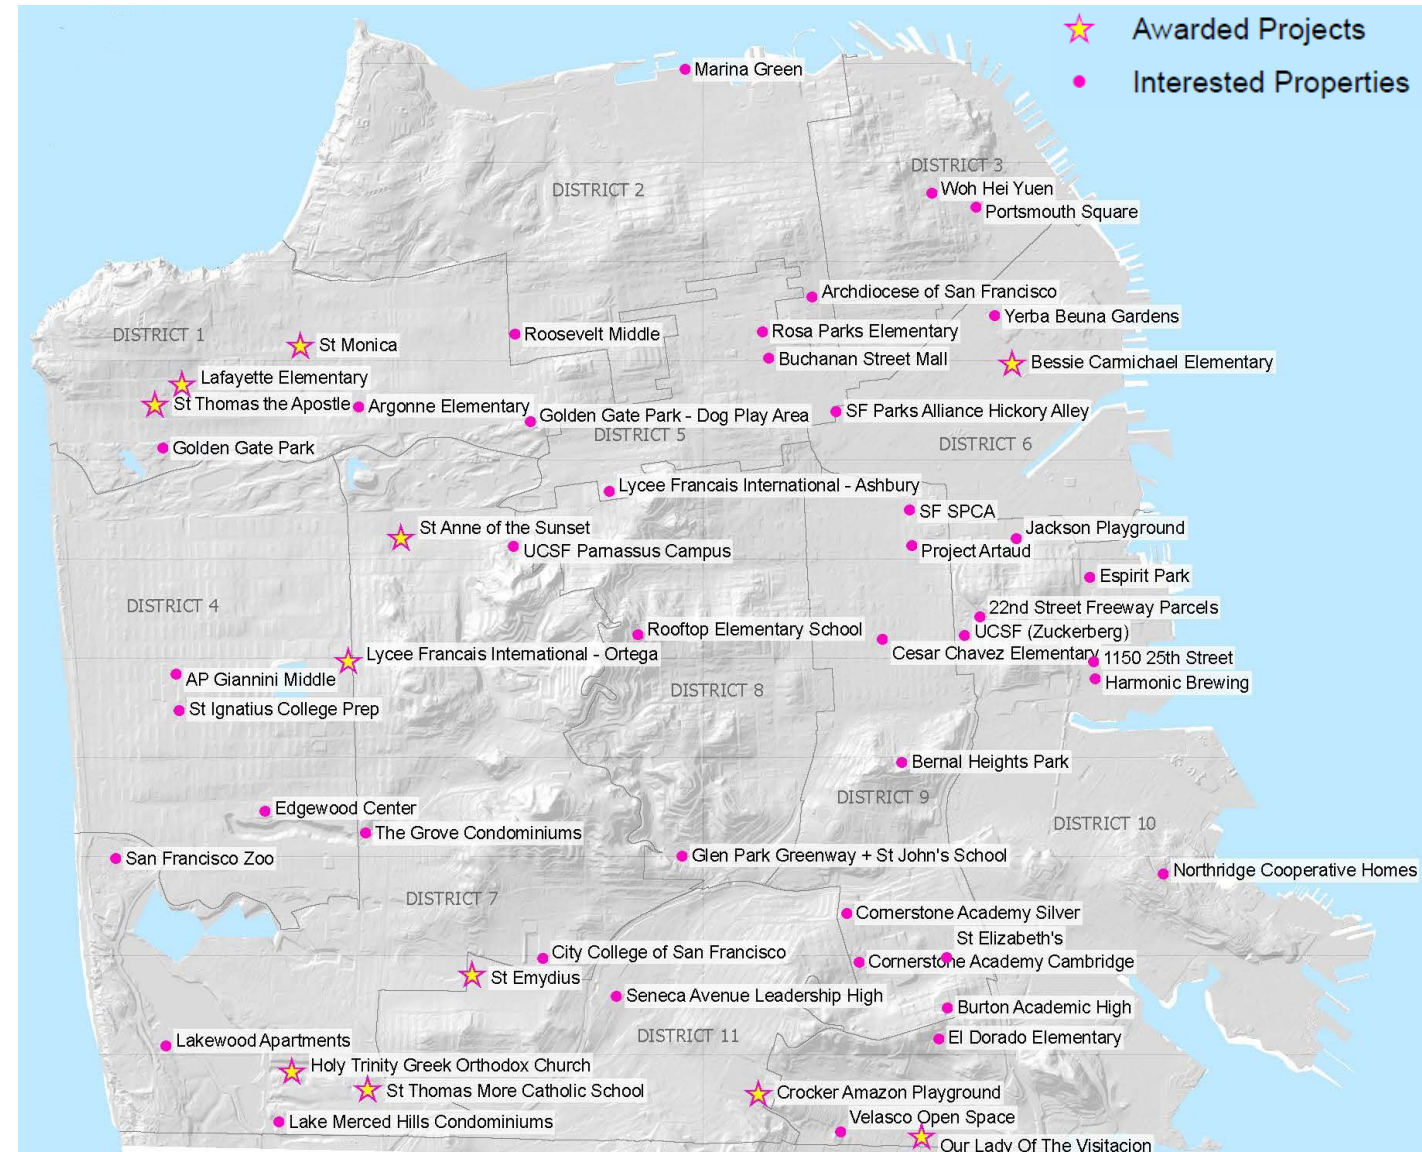 Awarded Projects
Interested Properties
Marina Green
DISTRICT 3
DISTRICT 2
Woh Hei Yuen
Portsmouth Square
Archdiocese of San Francisco
Yerba Beuna Gardens
DISTRICT 1
St Monica
Roosevelt Middle
Rosa Parks Elementary
Buchanan Street Mall
Bessie Carmichael Elementary
Lafayette Elementary
St Thomas the Apostle
Argonne Elementary
Golden Gate Park - Dog Play Area
SF Parks Alliance Hickory Alley
DISTRICT 5
DISTRICT 6
Golden Gate Park
Lycee Francais International - Ashbury
SF SPCA
St Anne of the Sunset
Jackson Playground
UCSF Parnassus Campus
Project Artaud
Espirit Park
DISTRICT 4
22nd Street Freeway Parcels
Rooftop Elementary School
UCSF (Zuckerberg)
Lycee Francais International - Ortega
Cesar Chavez Elementary
1150 25th Street
AP Giannini Middle
Harmonic Brewing
DISTRICT 8
St Ignatius College Prep
Bernal Heights Park
DISTRICT 9
Edgewood Center
DISTRICT 10
The Grove Condominiums
San Francisco Zoo
Glen Park Greenway + St John's School
Northridge Cooperative Homes
DISTRICT 7
Cornerstone Academy Silver
St Elizabeth's
City College of San Francisco
Cornerstone Academy Cambridge
St Emydius
Seneca Avenue Leadership High
Burton Academic High
DISTRICT 11
El Dorado Elementary
Lakewood Apartments
Holy Trinity Greek Orthodox Church
St Thomas More Catholic School
Crocker Amazon Playground
Velasco Open Space
Lake Merced Hills Condominiums
Our Lady Of The Visitacion